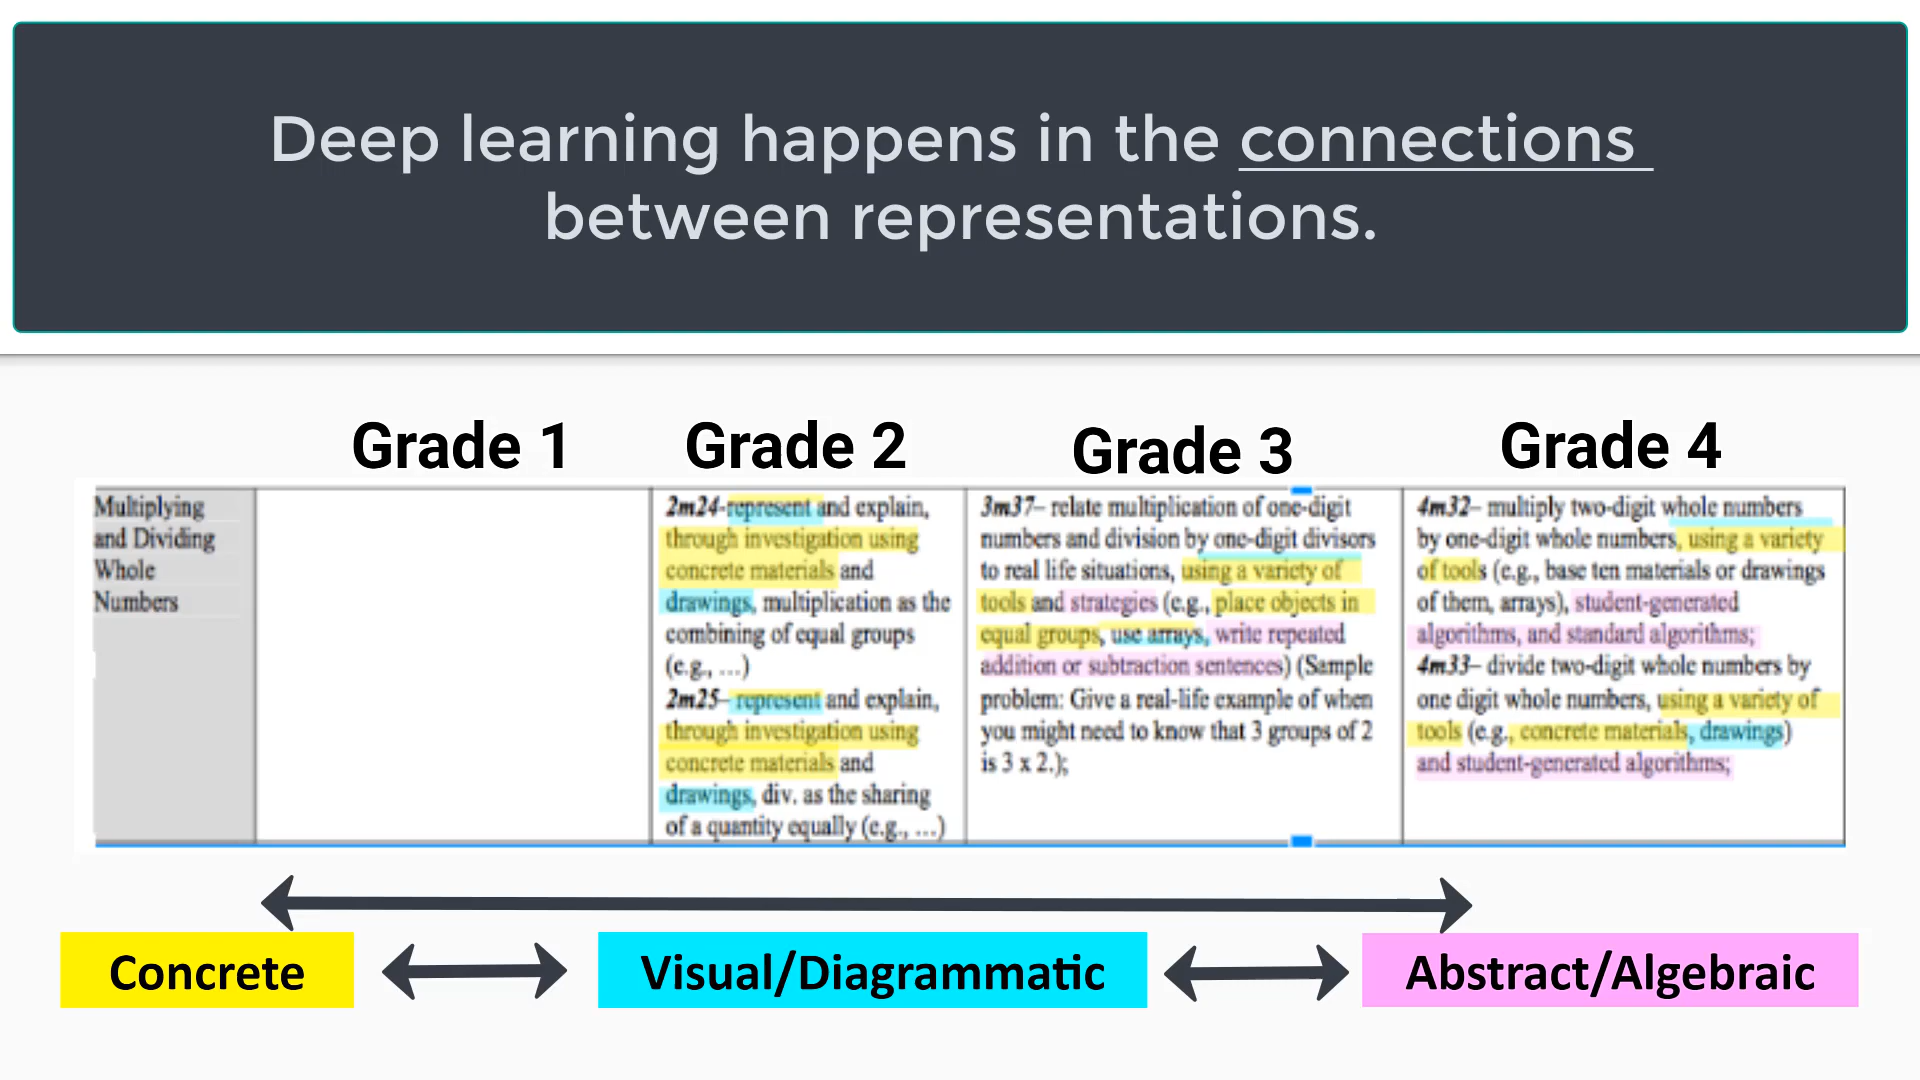 Deep learning happens in the connections
between representations.
Grade 1 Grade 2 Grade 3 Grade 4
Multiplying
and Dividing
Whole
Numbers
2m24-represent and explain,
through investigation using
concrete materials and
drawings, multiplication as the
combining of equal groups
(e.g., ...)
2m25– represent and explain,
through investigation using
concrete materials and
drawings, div. as the sharing
of a quantity equally (e.g., ...)
3m37– relate multiplication of one-digit
numbers and division by one-digit divisors
to real life situations, using a variety of
tools and strategies (e.g., place objects in
equal groups, use arrays, write repeated
addition or subtraction sentences) (Sample
problem: Give a real-life example of when
you might need to know that 3 groups of 2
is 3 x 2.);
4m32– multiply two-digit whole numbers
by one-digit whole numbers, using a variety
of tools (e.g., base ten materials or drawings
of them, arrays), student-generated
algorithms, and standard algorithms;
4m33– divide two-digit whole numbers by
one digit whole numbers, using a variety of
tools (e.g., concrete materials, drawings)
and student-generated algorithms;
Concrete Visual/Diagrammatic Abstract/Algebraic